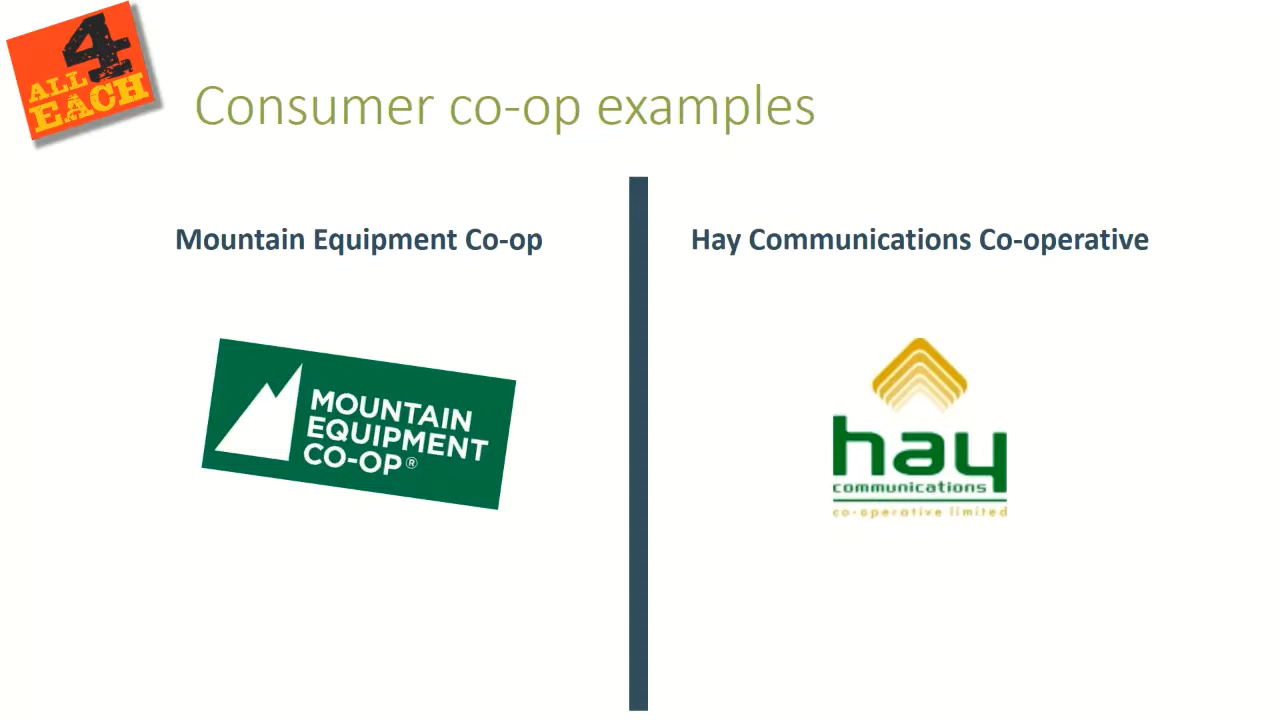 4
ALL
EACH
Consumer co-op examples
Mountain Equipment Co-op
MOUNTAIN
EQUIPMENT
CO-OP®
Hay Communications Co-operative
hay
communications
co-operative limited